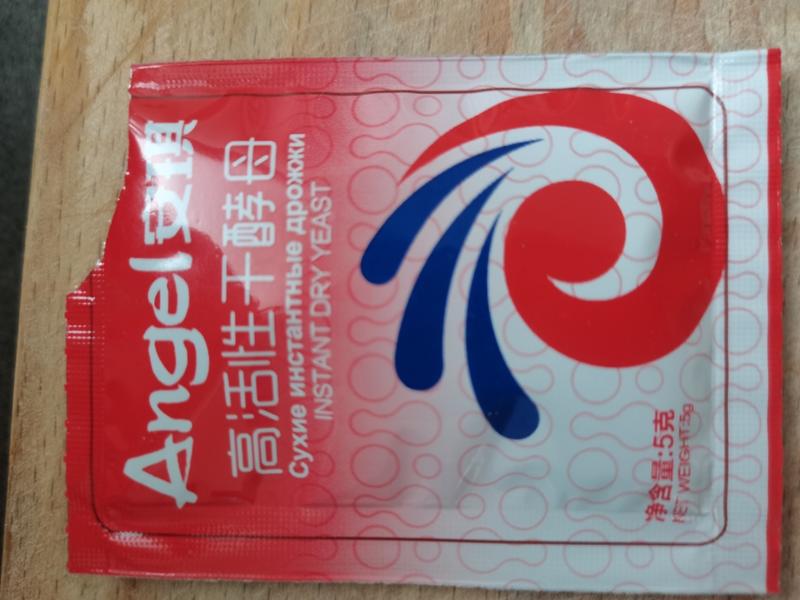 Angel安琪
高活性干酵母
Сухие инстантные дрожжи
INSTANT DRY YEAST
净含量:5克
NET WEIGHT:5g